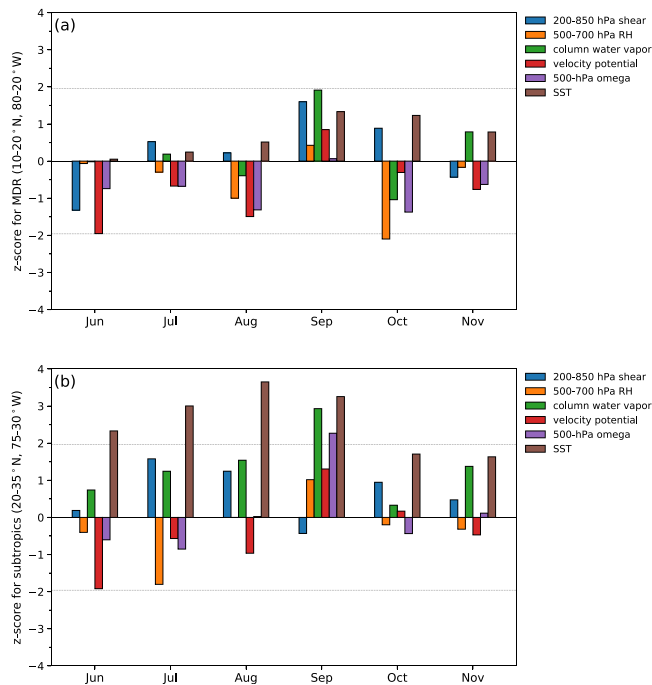 (a)
z-score for MDR (10-20°N, 80-20°W)
4
3
2
1
0
−1
−2
−3
−4
Jun Jul Aug Sep Oct Nov
200-850 hPa shear
500-700 hPa RH
column water vapor
velocity potential
500-hPa omega
SST
(b)
z-score for subtropics (20-35°N, 75-30°W)
4
3
2
1
0
−1
−2
−3
−4
Jun Jul Aug Sep Oct Nov
200-850 hPa shear
500-700 hPa RH
column water vapor
velocity potential
500-hPa omega
SST